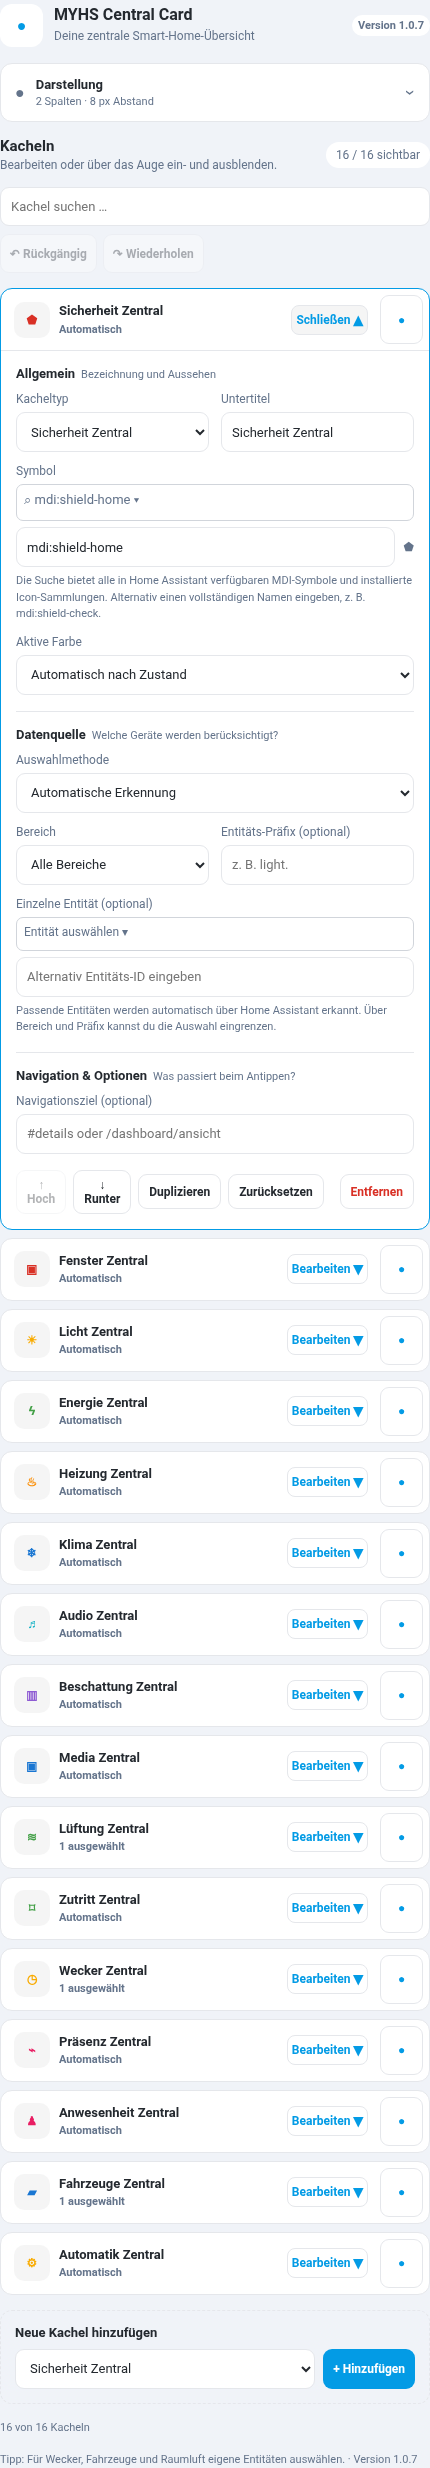 MYHS Central Card
Deine zentrale Smart-Home-Übersicht
Version 1.0.7
Darstellung
2 Spalten · 8 px Abstand
Kacheln
Bearbeiten oder über das Auge ein- und ausblenden.
16 / 16 sichtbar
Kachel suchen …
↶ Rückgängig
↷ Wiederholen
Sicherheit Zentral
Automatisch
Schließen ▲
Allgemein Bezeichnung und Aussehen
Kacheltyp
Untertitel
Sicherheit Zentral
Sicherheit Zentral
Symbol
⌕ mdi:shield-home ▾
mdi:shield-home
Die Suche bietet alle in Home Assistant verfügbaren MDI-Symbole und installierte
Icon-Sammlungen. Alternativ einen vollständigen Namen eingeben, z. B.
mdi:shield-check.
Aktive Farbe
Automatisch nach Zustand
Datenquelle Welche Geräte werden berücksichtigt?
Auswahlmethode
Automatische Erkennung
Bereich
Entitäts-Präfix (optional)
Alle Bereiche
z. B. light.
Einzelne Entität (optional)
Entität auswählen ▾
Alternativ Entitäts-ID eingeben
Passende Entitäten werden automatisch über Home Assistant erkannt. Über
Bereich und Präfix kannst du die Auswahl eingrenzen.
Navigation & Optionen Was passiert beim Antippen?
Navigationsziel (optional)
#details oder /dashboard/ansicht
↑
Hoch
↓
Runter
Duplizieren
Zurücksetzen
Entfernen
Fenster Zentral
Automatisch
Bearbeiten ▼
Licht Zentral
Automatisch
Bearbeiten ▼
Energie Zentral
Automatisch
Bearbeiten ▼
Heizung Zentral
Automatisch
Bearbeiten ▼
Klima Zentral
Automatisch
Bearbeiten ▼
Audio Zentral
Automatisch
Bearbeiten ▼
Beschattung Zentral
Automatisch
Bearbeiten ▼
Media Zentral
Automatisch
Bearbeiten ▼
Lüftung Zentral
1 ausgewählt
Bearbeiten ▼
Zutritt Zentral
Automatisch
Bearbeiten ▼
Wecker Zentral
1 ausgewählt
Bearbeiten ▼
Präsenz Zentral
Automatisch
Bearbeiten ▼
Anwesenheit Zentral
Automatisch
Bearbeiten ▼
Fahrzeuge Zentral
1 ausgewählt
Bearbeiten ▼
Automatik Zentral
Automatisch
Bearbeiten ▼
Neue Kachel hinzufügen
Sicherheit Zentral
+ Hinzufügen
16 von 16 Kacheln
Tipp: Für Wecker, Fahrzeuge und Raumluft eigene Entitäten auswählen. · Version 1.0.7